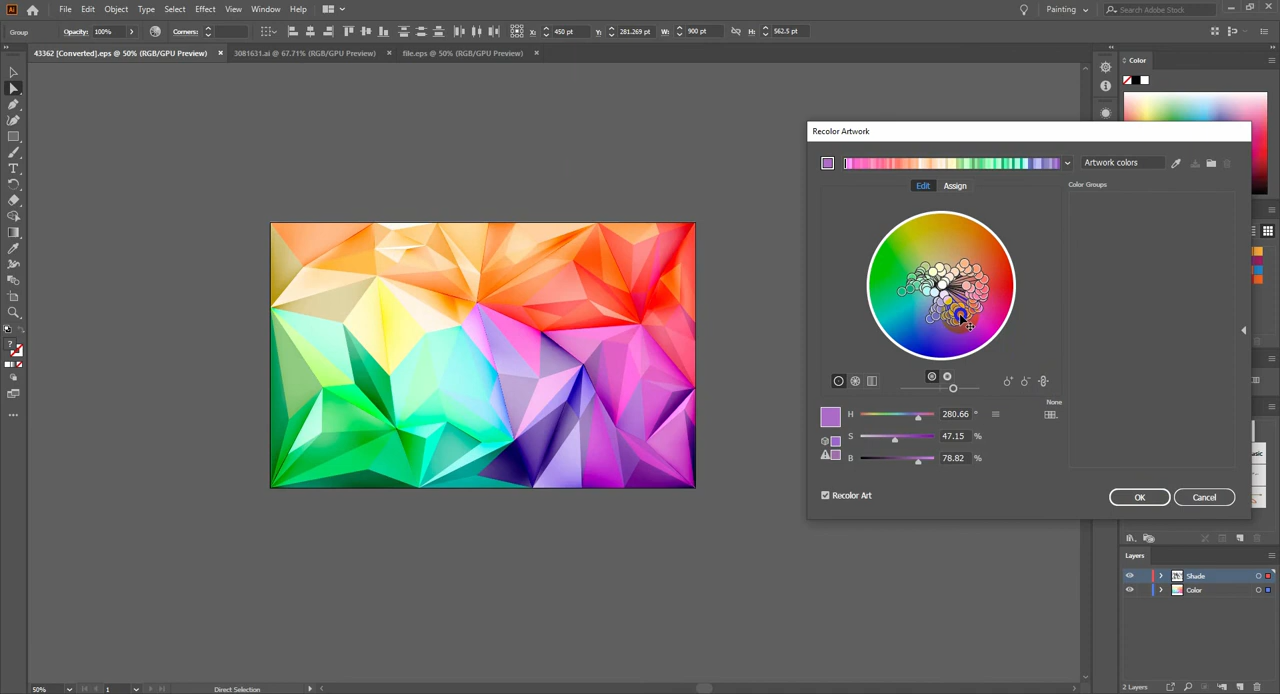 Ai File Edit Object Type Select Effect View Window Help Painting Search Adobe Stock
Group Opacity: 100% Corners: X: 450 pt Y: 281.269 pt W: 900 pt H: 562.5 pt
43362 [Converted].eps @ 50% (RGB/GPU Preview) 3081631.ai @ 67.71% (RGB/GPU Preview) file.eps @ 50% (RGB/GPU Preview)
Color
Recolor Artwork
Artwork colors
Edit Assign Color Groups
None
H 280.66 °
S 47.15 %
B 78.82 %
Recolor Art
OK Cancel
Layers
Shade
Color
50% 1 Direct Selection
2 Layers